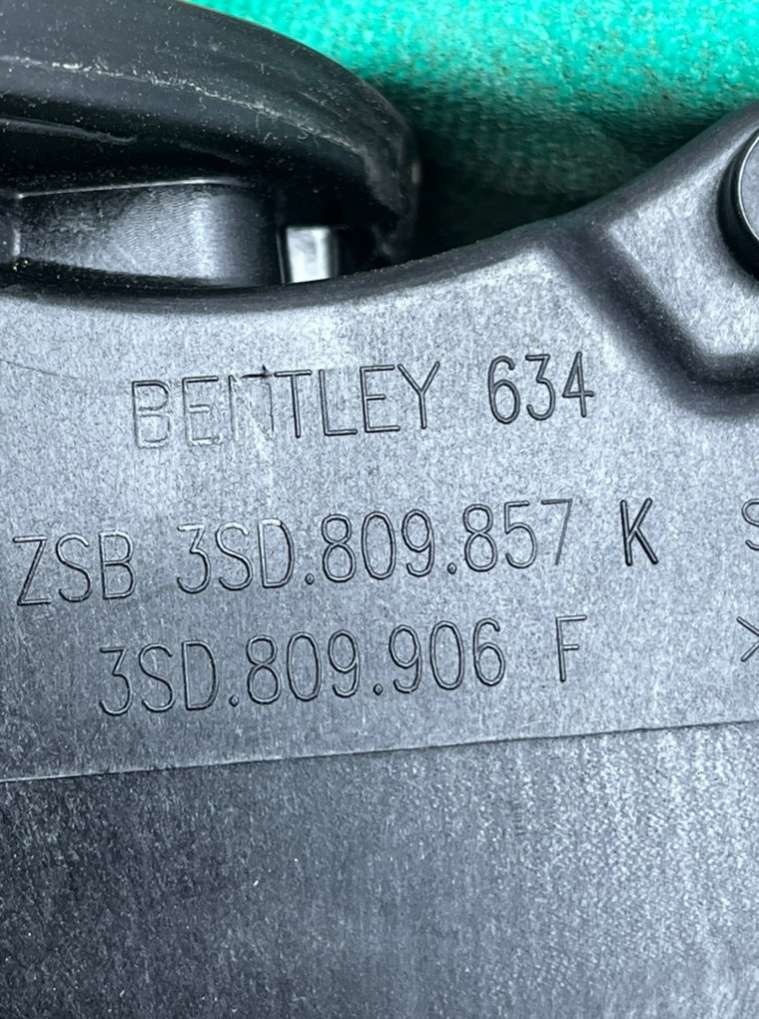 BENTLEY 634
ZSB 3SD.809.857 K
3SD.809.906 F
>